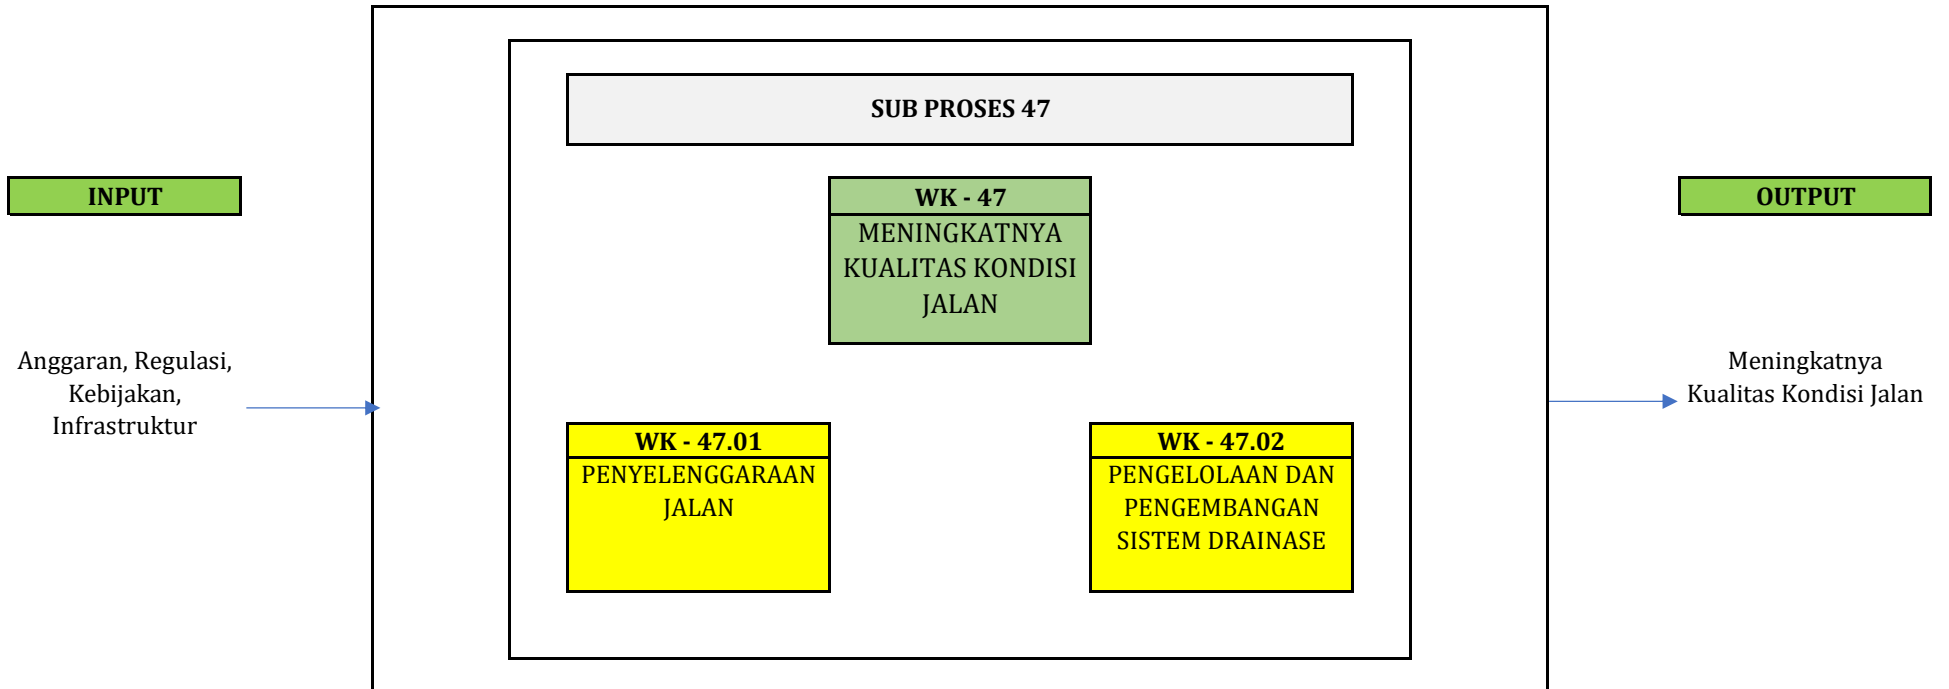 SUB PROSES 47
INPUT
WK - 47
OUTPUT
MENINGKATNYA
KUALITAS KONDISI
JALAN
Anggaran, Regulasi,
Kebijakan,
Infrastruktur
Meningkatnya
Kualitas Kondisi Jalan
WK - 47.01
PENYELENGGARAAN
JALAN
WK - 47.02
PENGELOLAAN DAN
PENGEMBANGAN
SISTEM DRAINASE